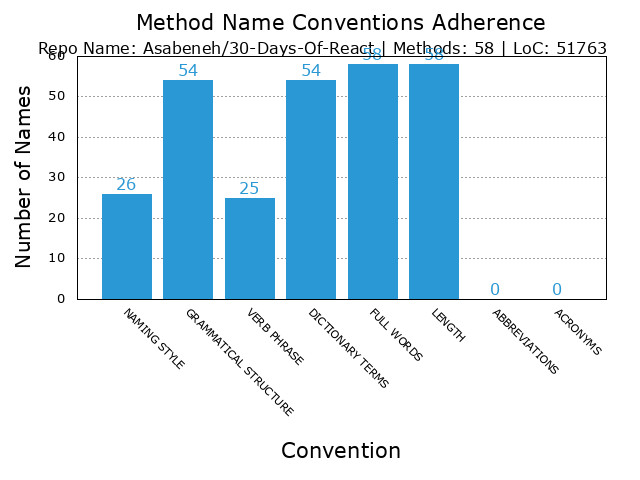 Method Name Conventions Adherence
Repo Name: Asabeneh/30-Days-Of-React | Methods: 58 | LoC: 51763
60
50
40
30
20
10
0
Number of Names
26
54
25
54
58
58
0
0
NAMING STYLE
GRAMMATICAL STRUCTURE
VERB PHRASE
DICTIONARY TERMS
FULL WORDS
LENGTH
ABBREVIATIONS
ACRONYMS
Convention